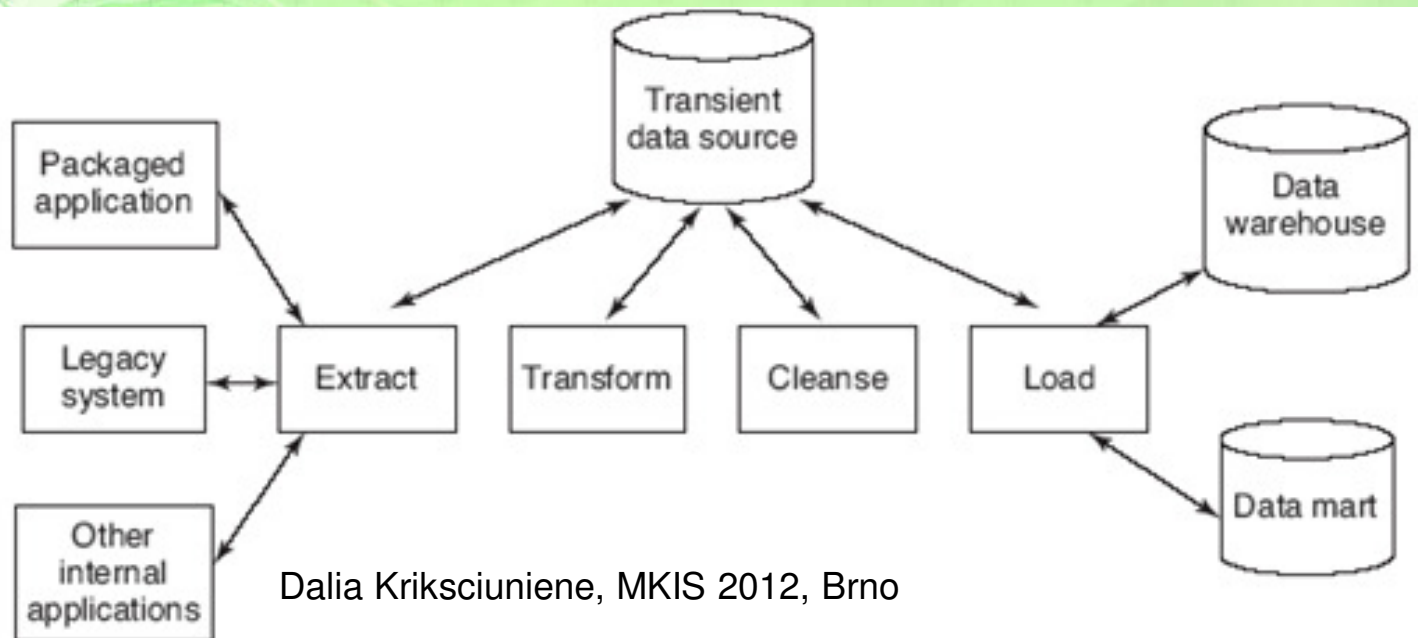 Transient
data source
Packaged
application
Data
warehouse
Legacy
system
Extract
Transform
Cleanse
Load
Data mart
Other
internal
applications
Dalia Kriksciuniene, MKIS 2012, Brno